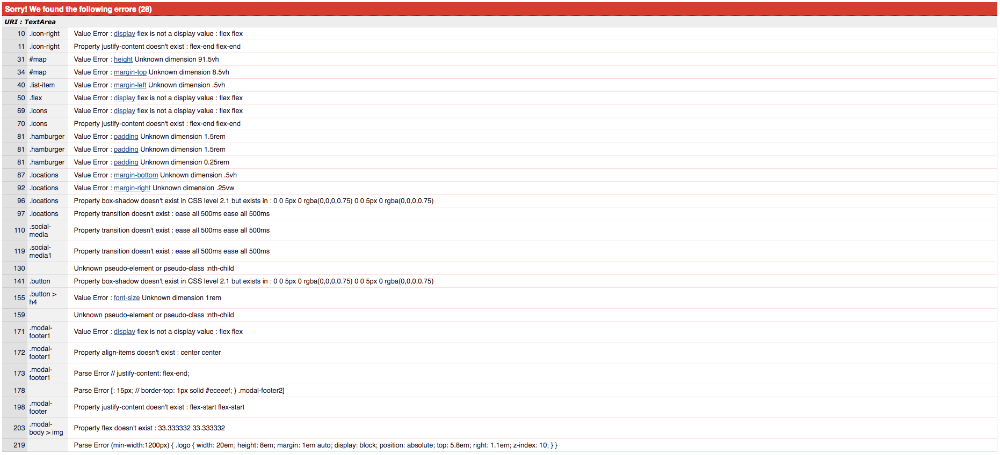 Sorry! We found the following errors (28)
URI : TextArea
10 .icon-right Value Error : display flex is not a display value : flex flex
11 .icon-right Property justify-content doesn't exist : flex-end flex-end
31 #map Value Error : height Unknown dimension 91.5vh
34 #map Value Error : margin-top Unknown dimension 8.5vh
40 .list-item Value Error : margin-left Unknown dimension .5vh
50 .flex Value Error : display flex is not a display value : flex flex
69 .icons Value Error : display flex is not a display value : flex flex
70 .icons Property justify-content doesn't exist : flex-end flex-end
81 .hamburger Value Error : padding Unknown dimension 1.5rem
81 .hamburger Value Error : padding Unknown dimension 1.5rem
81 .hamburger Value Error : padding Unknown dimension 0.25rem
87 .locations Value Error : margin-bottom Unknown dimension .5vh
92 .locations Value Error : margin-right Unknown dimension .25vw
96 .locations Property box-shadow doesn't exist in CSS level 2.1 but exists in : 0 0 5px 0 rgba(0,0,0,0.75) 0 0 5px 0 rgba(0,0,0,0.75)
97 .locations Property transition doesn't exist : ease all 500ms ease all 500ms
110 .social-
media Property transition doesn't exist : ease all 500ms ease all 500ms
119 .social-
media1 Property transition doesn't exist : ease all 500ms ease all 500ms
130 Unknown pseudo-element or pseudo-class :nth-child
141 .button Property box-shadow doesn't exist in CSS level 2.1 but exists in : 0 0 5px 0 rgba(0,0,0,0.75) 0 0 5px 0 rgba(0,0,0,0.75)
155 .button >
h4 Value Error : font-size Unknown dimension 1rem
159 Unknown pseudo-element or pseudo-class :nth-child
171 .modal-
footer1 Value Error : display flex is not a display value : flex flex
172 .modal-
footer1 Property align-items doesn't exist : center center
173 .modal-
footer1 Parse Error // justify-content: flex-end;
178 Parse Error [: 15px; // border-top: 1px solid #eceeef; } .modal-footer2]
198 .modal-
footer Property justify-content doesn't exist : flex-start flex-start
203 .modal-
body > img Property flex doesn't exist : 33.333332 33.333332
219 Parse Error (min-width:1200px) { .logo { width: 20em; height: 8em; margin: 1em auto; display: block; position: absolute; top: 5.8em; right: 1.1em; z-index: 10; } }